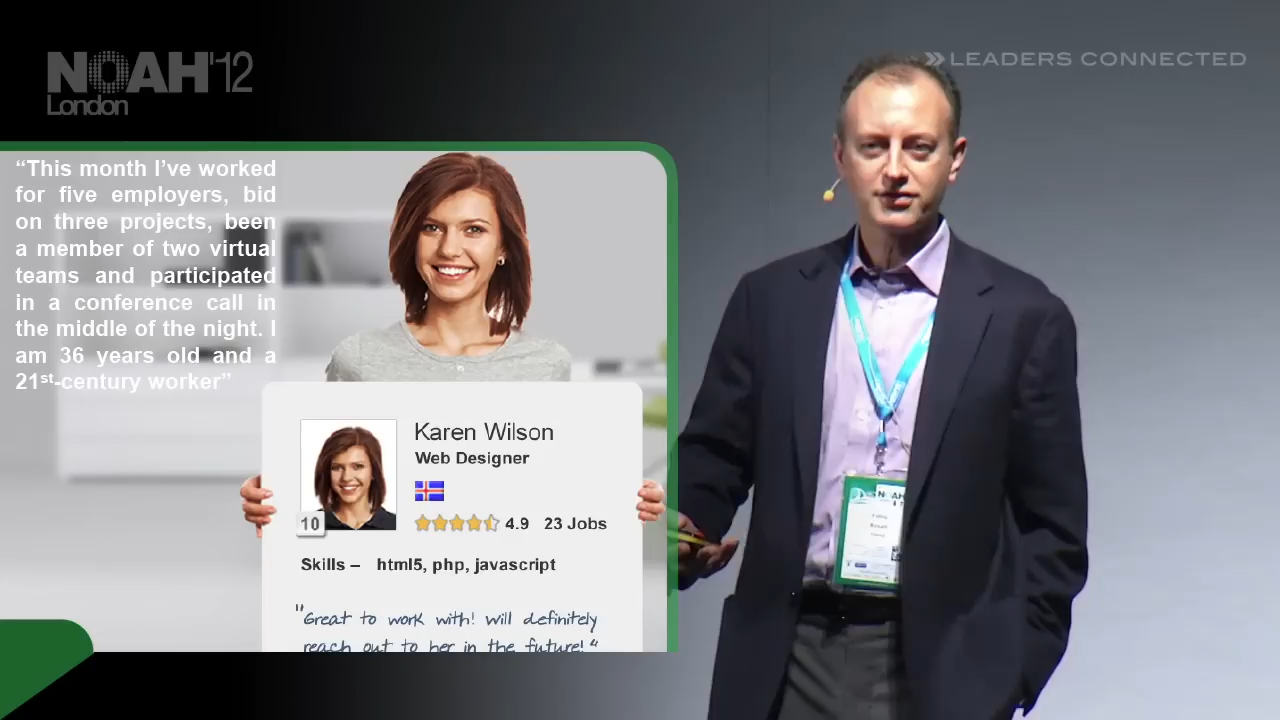 NOAH'12
London
LEADERS CONNECTED
“This month I’ve worked
for five employers, bid
on three projects, been
a member of two virtual
teams and participated
in a conference call in
the middle of the night. I
am 36 years old and a
21st-century worker”
Karen Wilson
Web Designer
10
4.9 23 Jobs
Skills – html5, php, javascript
"Great to work with! will definitely
reach out to her in the future!"
NOAH